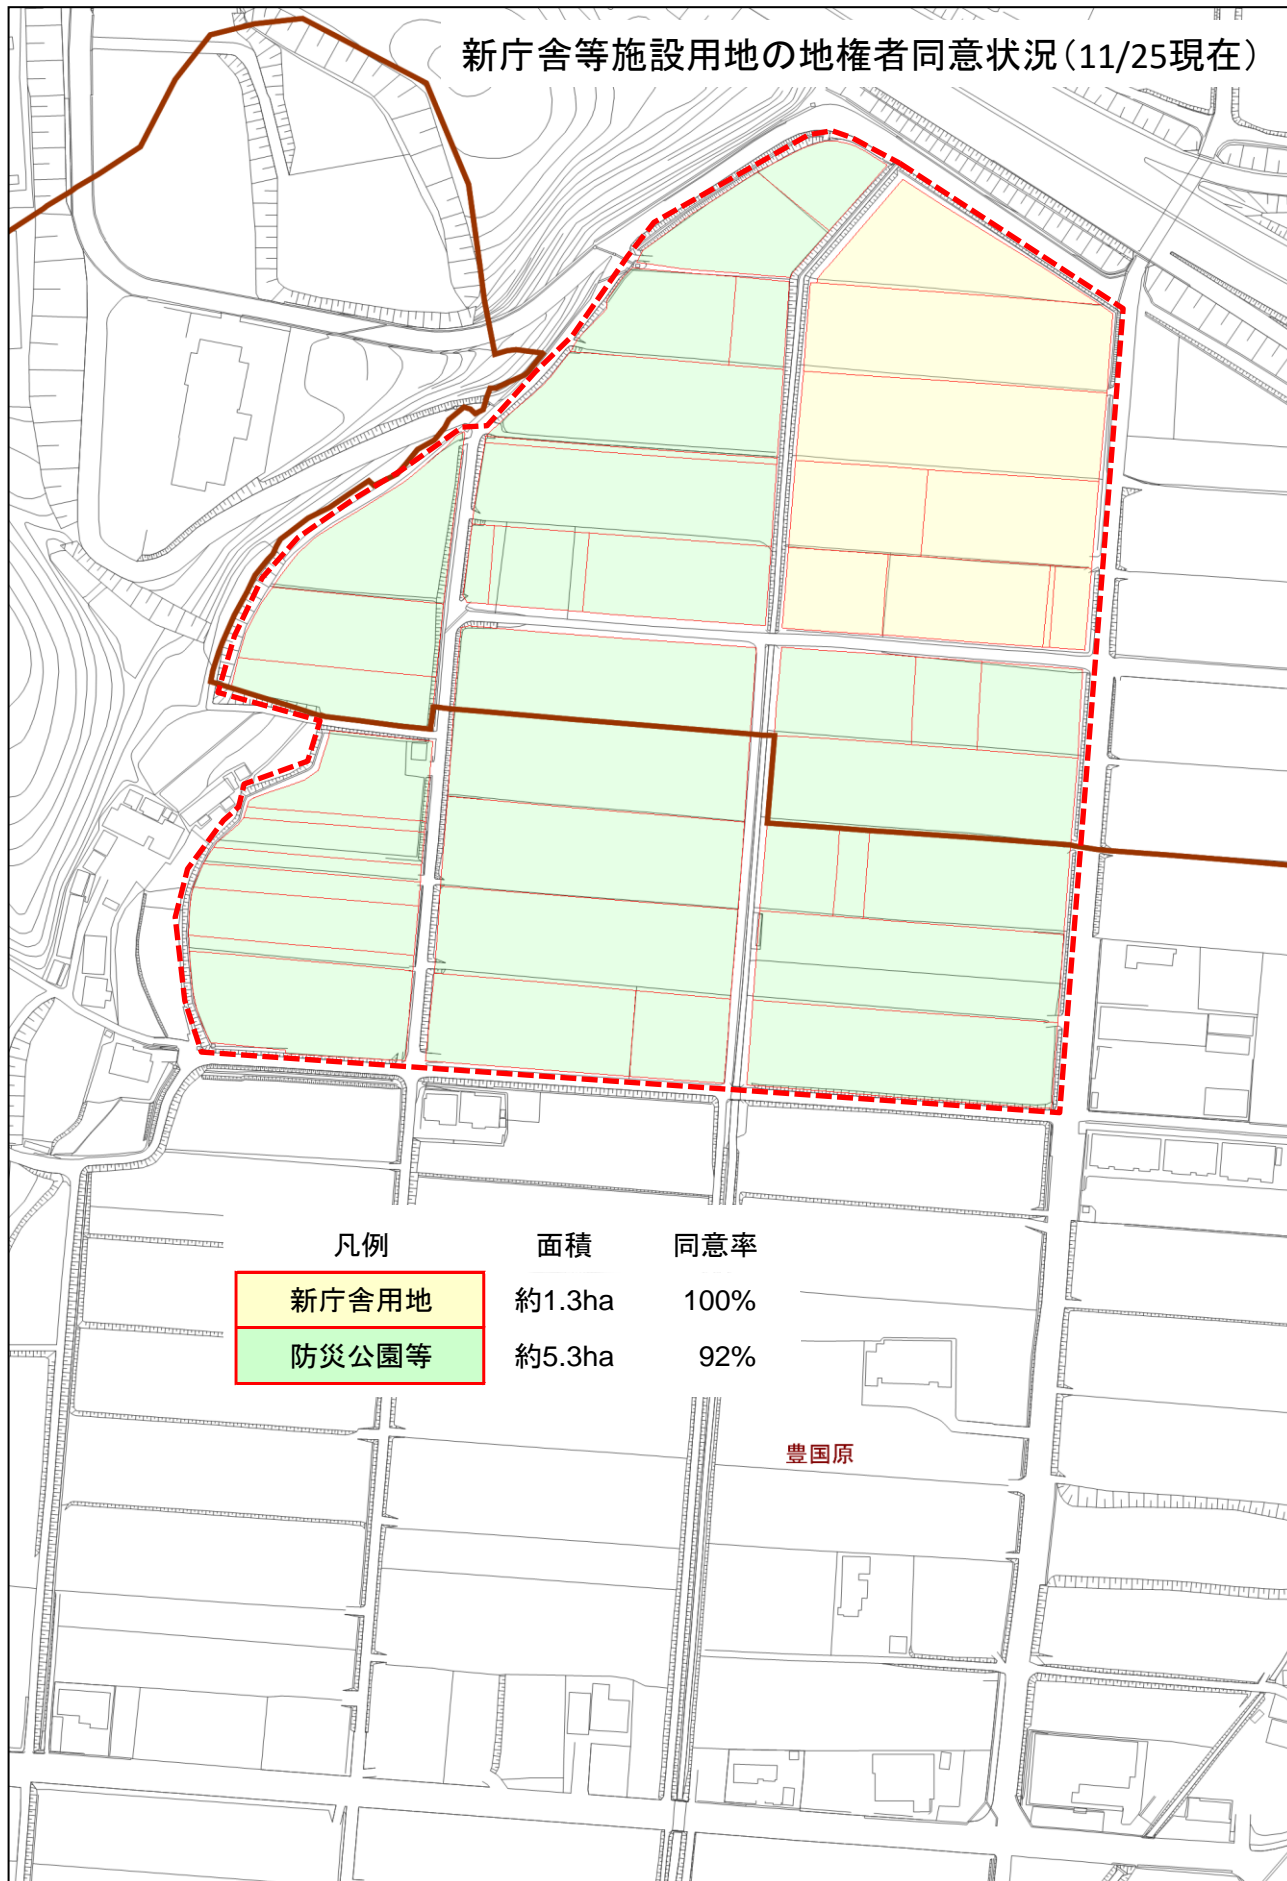 新庁舎等施設用地の地権者同意状況（11/25現在）
凡例 面積 同意率
新庁舎用地 約1.3ha 100%
防災公園等 約5.3ha 92%
豊国原